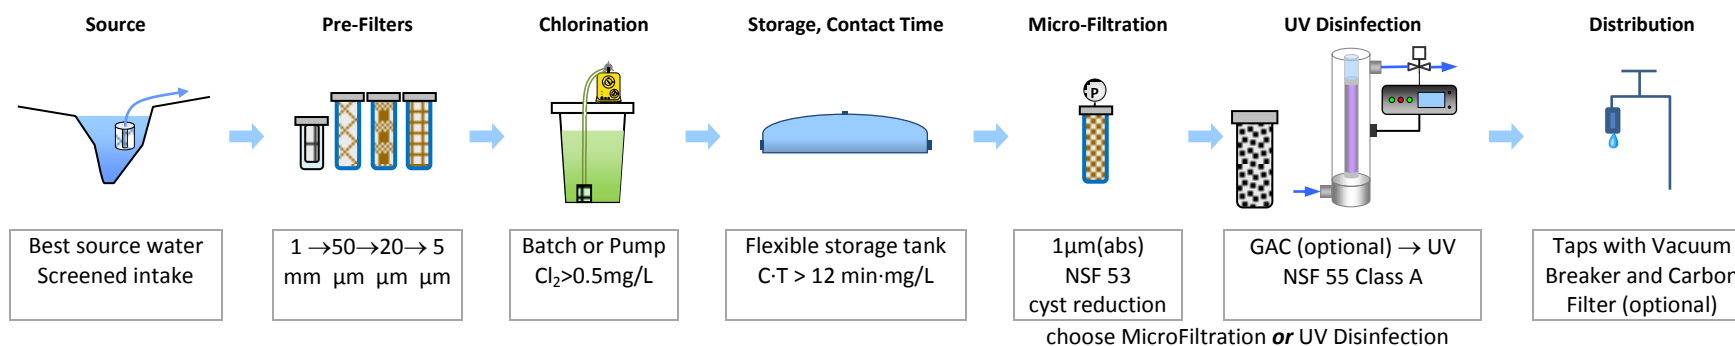 Source
Pre-Filters
Chlorination
Storage, Contact Time
Micro-Filtration
UV Disinfection
Distribution
P
Best source water
Screened intake
1 →50→20→ 5
mm μm μm μm
Batch or Pump
Cl₂>0.5mg/L
Flexible storage tank
C·T > 12 min·mg/L
1μm(abs)
NSF 53
cyst reduction
GAC (optional) → UV
NSF 55 Class A
Taps with Vacuum
Breaker and Carbon
Filter (optional)
choose MicroFiltration or UV Disinfection